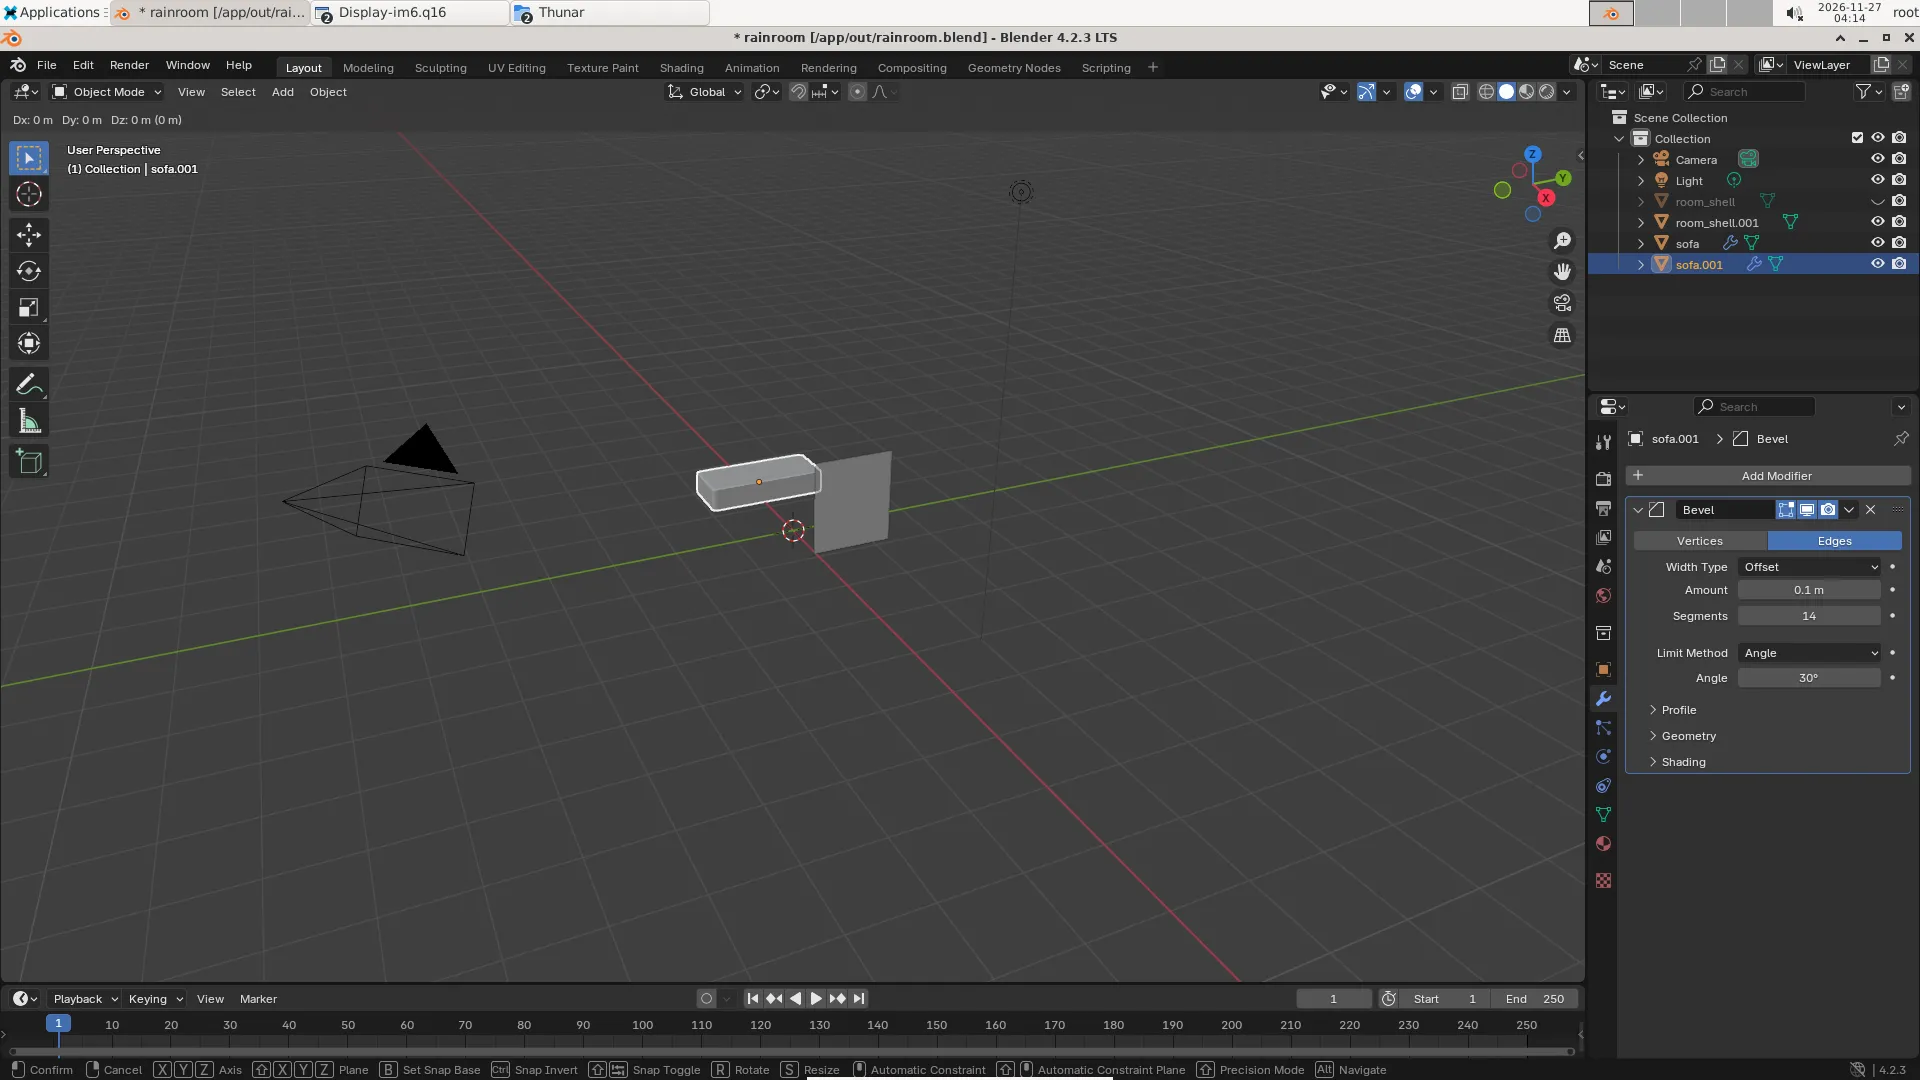 Applications
* rainroom [/app/out/rai...
2
Display-im6.q16
2
Thunar
2026-11-27
04:14
root
* rainroom [/app/out/rainroom.blend] - Blender 4.2.3 LTS
File Edit Render Window Help
Layout Modeling Sculpting UV Editing Texture Paint Shading Animation Rendering Compositing Geometry Nodes Scripting
Scene
ViewLayer
Object Mode View Select Add Object
Global
Search
Dx: 0 m Dy: 0 m Dz: 0 m (0 m)
User Perspective
(1) Collection | sofa.001
Z
Y
X
Scene Collection
Collection
Camera
Light
room_shell
room_shell.001
sofa
sofa.001
Search
sofa.001 Bevel
Add Modifier
Bevel
Vertices Edges
Width Type Offset
Amount 0.1 m
Segments 14
Limit Method Angle
Angle 30°
Profile
Geometry
Shading
Playback Keying View Marker
1
Start 1
End 250
1 10 20 30 40 50 60 70 80 90 100 110 120 130 140 150 160 170 180 190 200 210 220 230 240 250
Confirm Cancel X Y Z Axis X Y Z Plane B Set Snap Base Ctrl Snap Invert Snap Toggle R Rotate S Resize Automatic Constraint Automatic Constraint Plane Precision Mode Alt Navigate
4.2.3